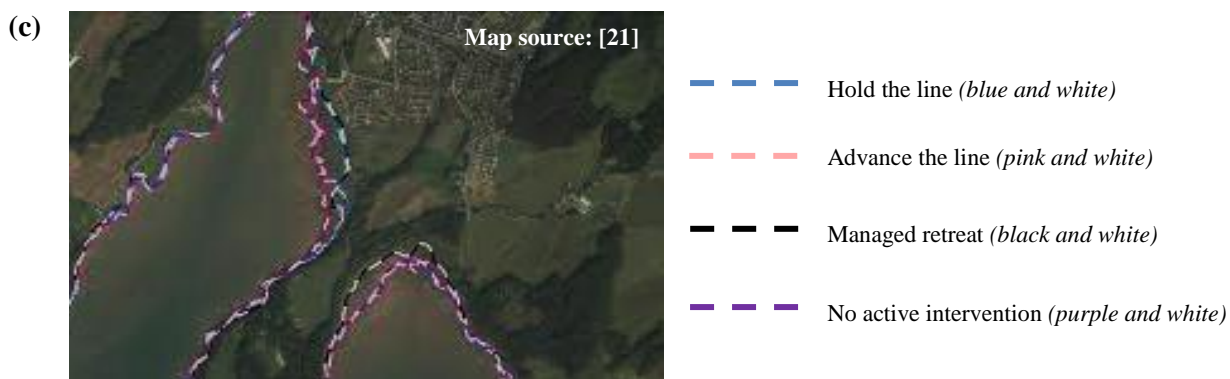 (c)
Map source: [21]
Hold the line (blue and white)
Advance the line (pink and white)
Managed retreat (black and white)
No active intervention (purple and white)